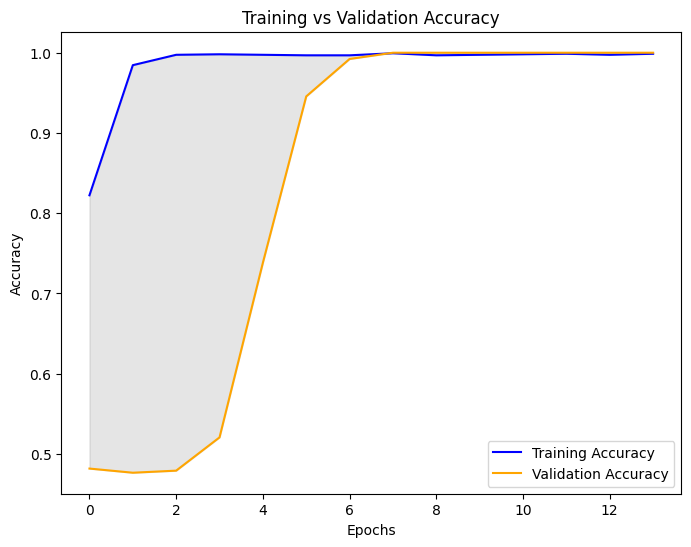 Training vs Validation Accuracy
Accuracy
1.0
0.9
0.8
0.7
0.6
0.5
0 2 4 6 8 10 12
Epochs
Training Accuracy
Validation Accuracy